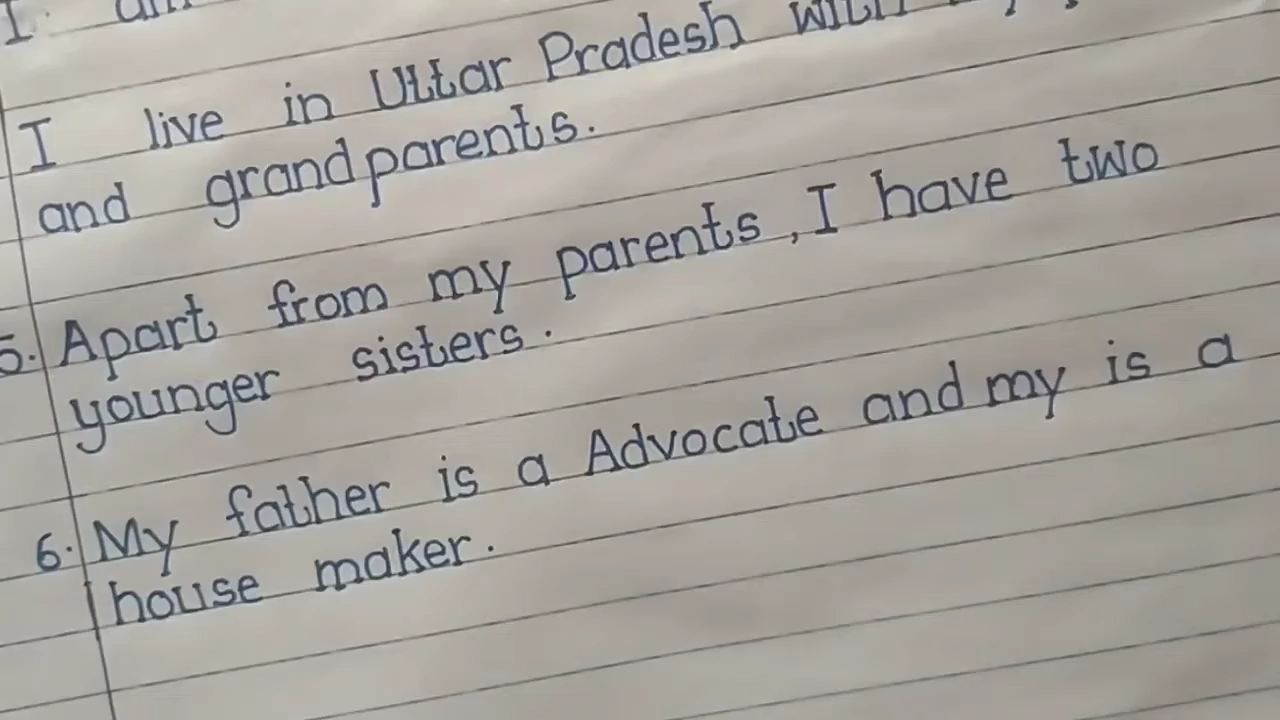 I
I live in Uttar Pradesh with
and grandparents.
5. Apart from my parents, I have two
younger sisters.
6. My father is a Advocate and my is a
house maker.